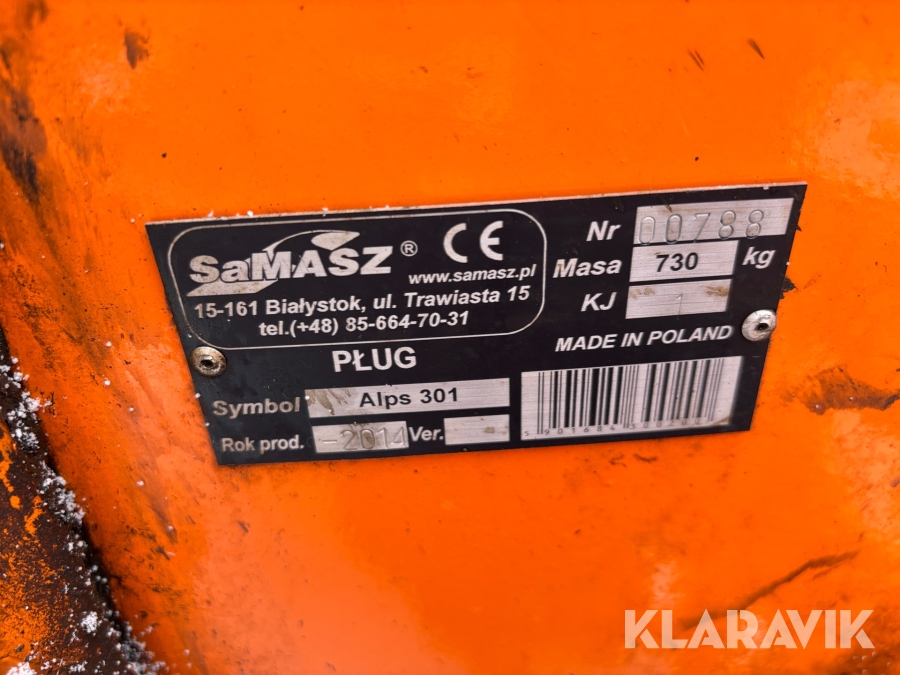 SaMASZ® CE
www.samasz.pl
15-161 Białystok, ul. Trawiasta 15
tel.(+48) 85-664-70-31
Nr 00788
Masa 730 kg
KJ 1
MADE IN POLAND
PŁUG
Symbol Alps 301
Rok prod. -2014 Ver.
KLARAVIK